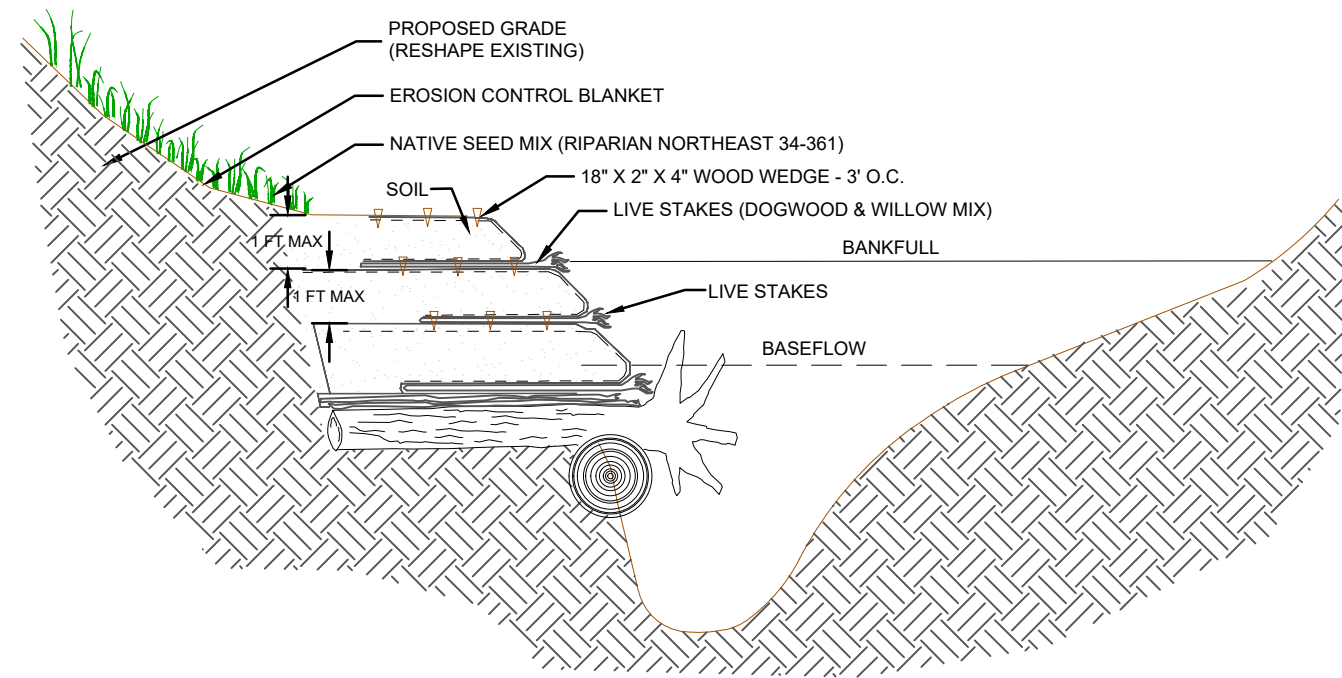 PROPOSED GRADE
(RESHAPE EXISTING)
EROSION CONTROL BLANKET
NATIVE SEED MIX (RIPARIAN NORTHEAST 34-361)
18" X 2" X 4" WOOD WEDGE - 3' O.C.
SOIL
LIVE STAKES (DOGWOOD & WILLOW MIX)
1 FT MAX
BANKFULL
1 FT MAX
LIVE STAKES
BASEFLOW